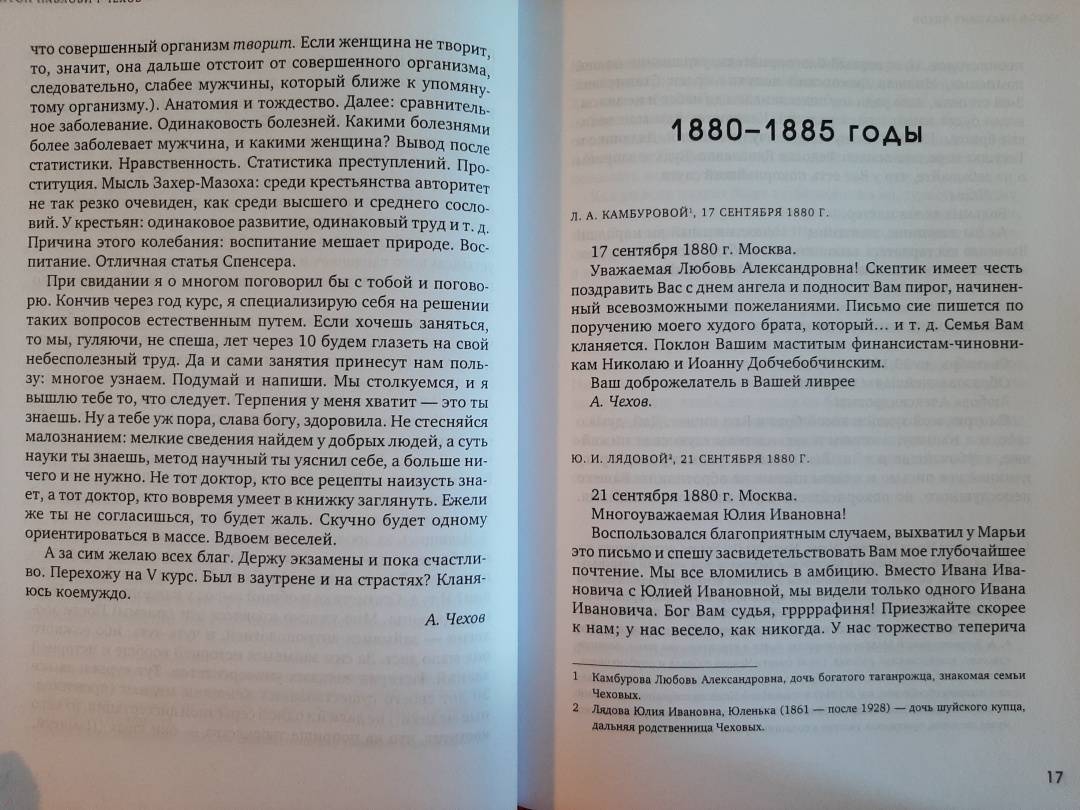 что совершенный организм творит. Если женщина не творит,
то, значит, она дальше отстоит от совершенного организма,
следовательно, слабее мужчины, который ближе к упомяну-
тому организму.). Анатомия и тождество. Далее: сравнитель-
ное заболевание. Одинаковость болезней. Какими болезнями
более заболевает мужчина, и какими женщина? Вывод после
статистики. Нравственность. Статистика преступлений. Про-
ституция. Мысль Захер-Мазоха: среди крестьянства авторитет
не так резко очевиден, как среди высшего и среднего сосло-
вий. У крестьян: одинаковое развитие, одинаковый труд и т. д.
Причина этого колебания: воспитание мешает природе. Вос-
питание. Отличная статья Спенсера.
При свидании я о многом поговорил бы с тобой и погово-
рю. Кончив через год курс, я специализирую себя на решении
таких вопросов естественным путем. Если хочешь заняться,
то мы, гуляючи, не спеша, лет через 10 будем глазеть на свой
небесполезный труд. Да и сами занятия принесут нам поль-
зу: многое узнаем. Подумай и напиши. Мы столкуемся, и я
вышлю тебе то, что следует. Терпения у меня хватит — это ты
знаешь. Ну а тебе уж пора, слава богу, здоровила. Не стесняйся
малознанием: мелкие сведения найдем у добрых людей, а суть
науки ты знаешь, метод научный ты уяснил себе, а больше ни-
чего и не нужно. Не тот доктор, кто все рецепты наизусть зна-
ет, а тот доктор, кто вовремя умеет в книжку заглянуть. Ежели
же ты не согласишься, то будет жаль. Скучно будет одному
ориентироваться в массе. Вдвоем веселей.
А за сим желаю всех благ. Держу экзамены и пока счастли-
во. Перехожу на V курс. Был в заутрене и на страстях? Кланя-
юсь коемуждо.
А. Чехов
1880–1885 годы
Л. А. КАМБУРОВОЙ¹, 17 СЕНТЯБРЯ 1880 Г.
17 сентября 1880 г. Москва.
Уважаемая Любовь Александровна! Скептик имеет честь
поздравить Вас с днем ангела и подносит Вам пирог, начинен-
ный всевозможными пожеланиями. Письмо сие пишется по
поручению моего худого брата, который... и т. д. Семья Вам
кланяется. Поклон Вашим маститым финансистам-чиновни-
кам Николаю и Иоанну Добчебобчинским.
Ваш доброжелатель в Вашей ливрее
А. Чехов.
Ю. И. ЛЯДОВОЙ², 21 СЕНТЯБРЯ 1880 Г.
21 сентября 1880 г. Москва.
Многоуважаемая Юлия Ивановна!
Воспользовался благоприятным случаем, выхватил у Марьи
это письмо и спешу засвидетельствовать Вам мое глубочайшее
почтение. Мы все вломились в амбицию. Вместо Ивана Ива-
новича с Юлией Ивановной, мы видели только одного Ивана
Ивановича. Бог Вам судья, гррррафиня! Приезжайте скорее
к нам; у нас весело, как никогда. У нас торжество теперича
1 Камбурова Любовь Александровна, дочь богатого таганрожца, знакомая семьи
Чеховых.
2 Лядова Юлия Ивановна, Юленька (1861 — после 1928) — дочь шуйского купца,
дальняя родственница Чеховых.
17